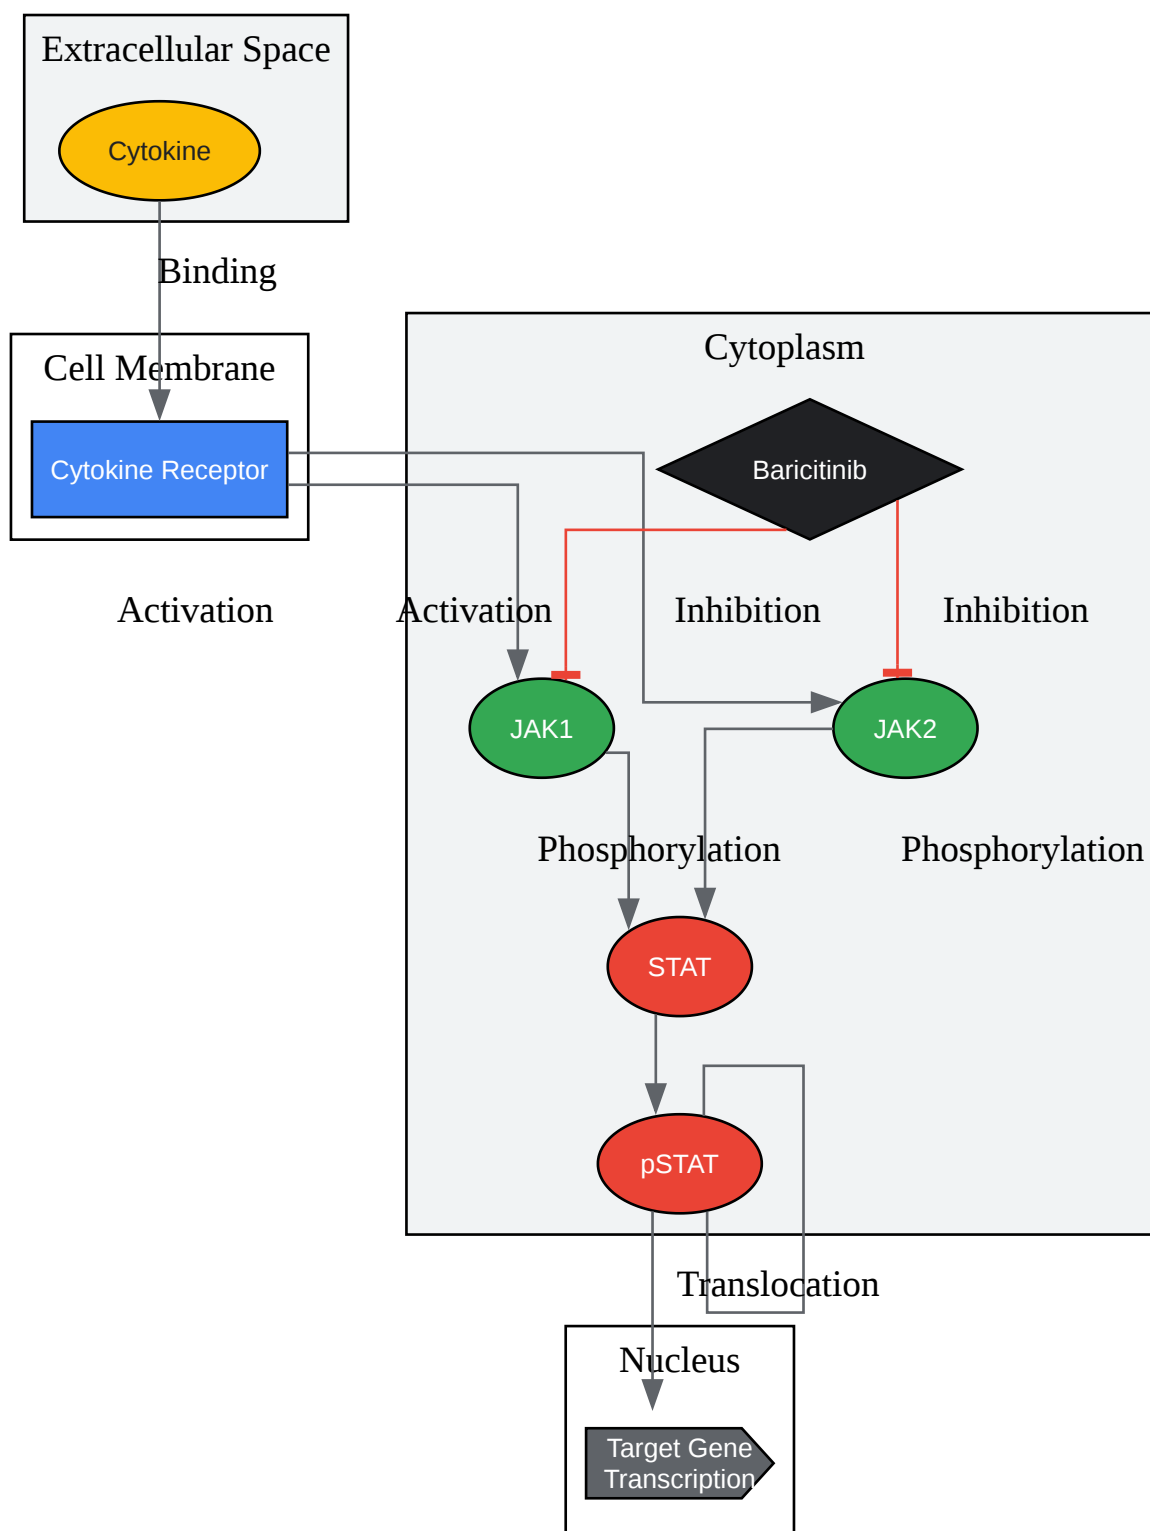 Extracellular Space
Cytokine
Binding
Cell Membrane
Cytokine Receptor
Cytoplasm
Baricitinib
Activation
Activation
Inhibition
Inhibition
JAK1
JAK2
Phosphorylation
Phosphorylation
STAT
pSTAT
Translocation
Nucleus
Target Gene
Transcription